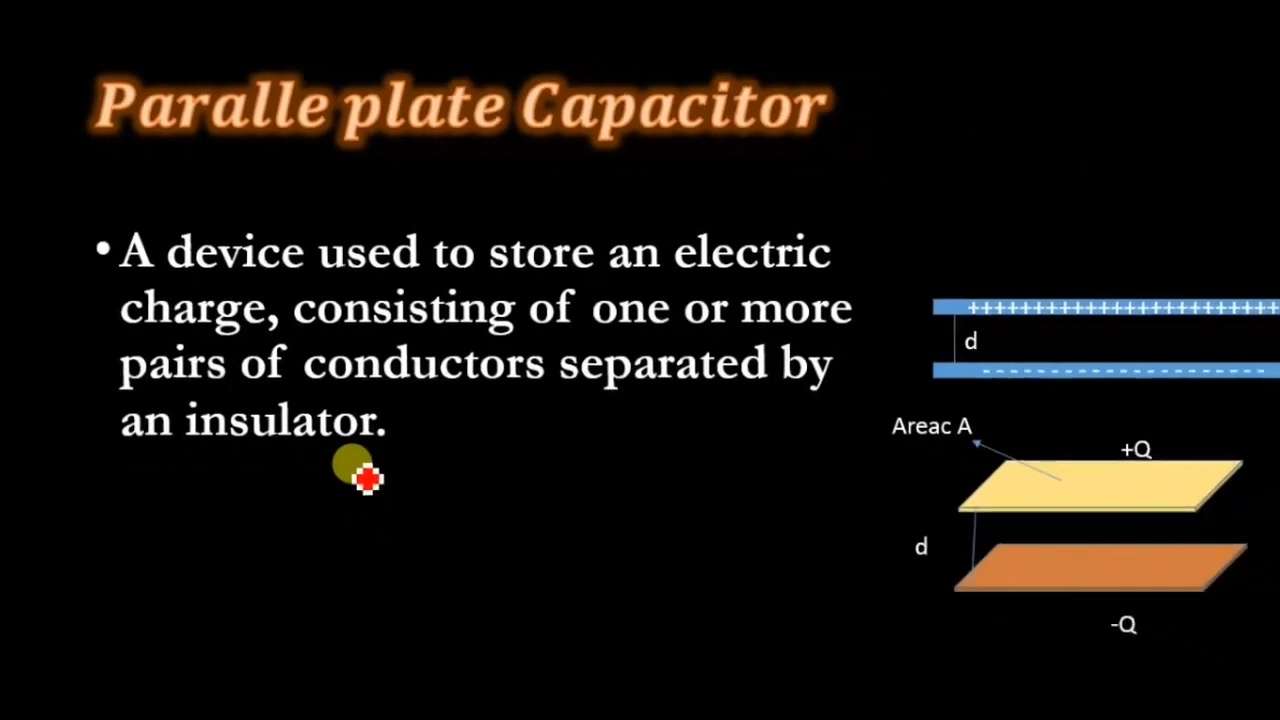 Paralle plate Capacitor
• A device used to store an electric
charge, consisting of one or more
pairs of conductors separated by
an insulator.
+++++++++++++++++++++++++
d
- - - - - - - - - - - - - - - - - - - - -
Areac A
+Q
d
-Q